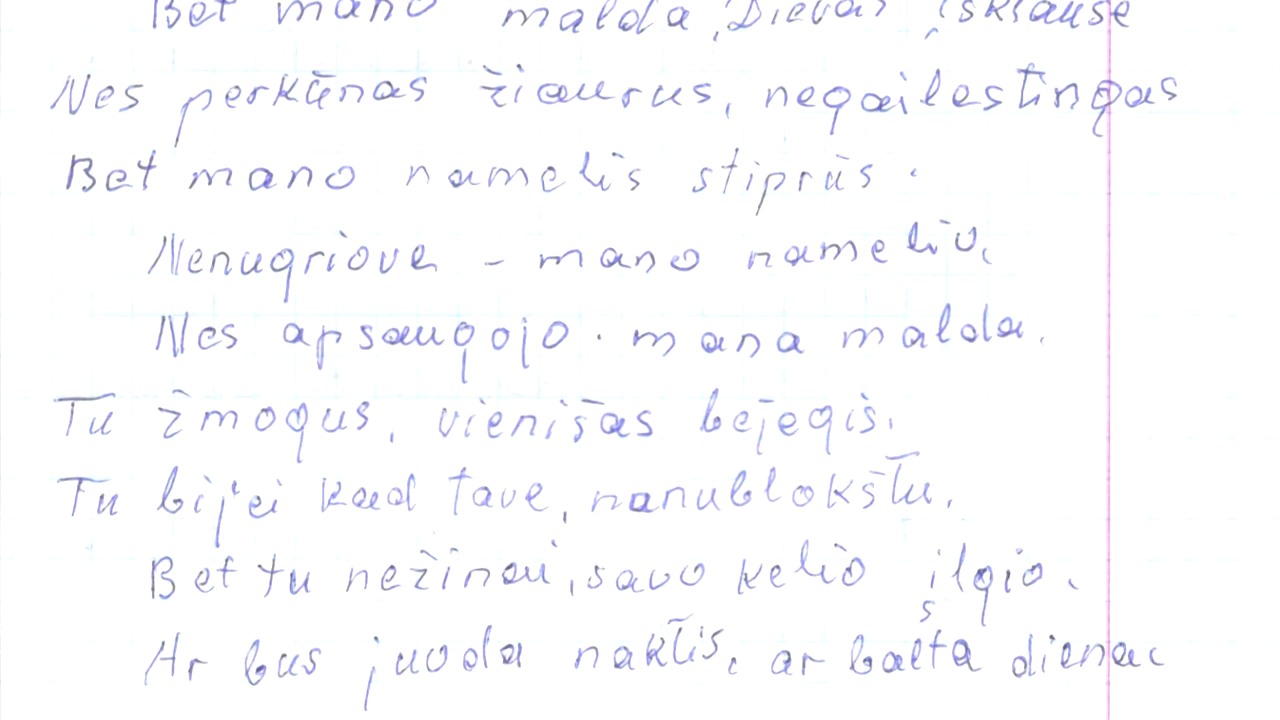 Bet mano malda, Dievas išklausė
Nes perkūnas žiaurus, negailestingas
Bet mano namelis stiprus.
Nenugriovė - mano namelio,
Nes apsaugojo. mana malda.
Tu žmogus, vienišas bejegis.
Tu bijei kad tave, nanublokštu.
Bet tu nežinai, savo kelio ilgio.
s
Ar bus juoda naktis, ar balta diena